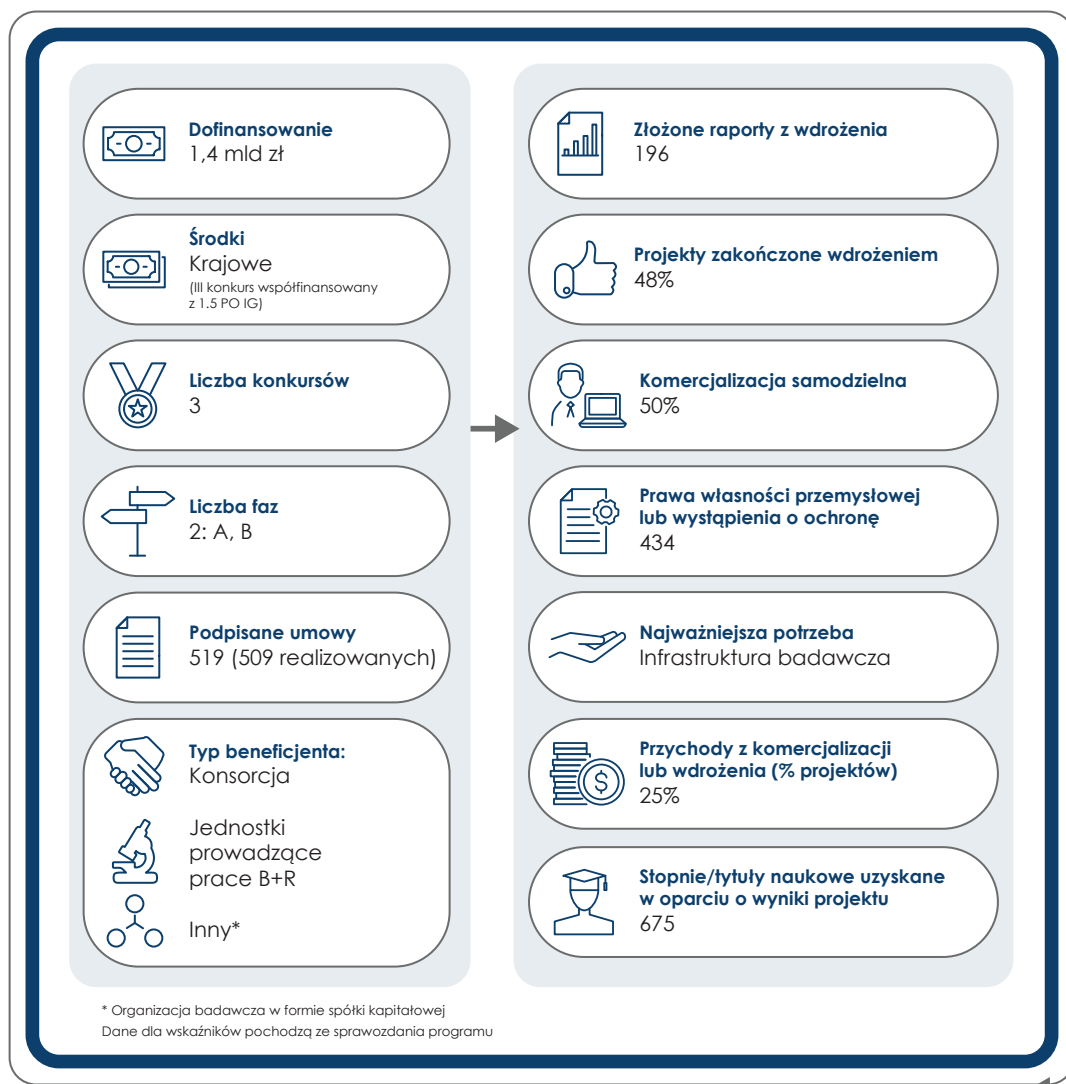 Dofinansowanie
1,4 mld zł
Środki
Krajowe
(III konkurs współfinansowany
z 1.5 PO IG)
Liczba konkursów
3
Liczba faz
2: A, B
Podpisane umowy
519 (509 realizowanych)
Typ beneficjenta:
Konsorcja
Jednostki
prowadzące
prace B+R
Inny*
Złożone raporty z wdrożenia
196
Projekty zakończone wdrożeniem
48%
Komercjalizacja samodzielna
50%
Prawa własności przemysłowej
lub wystąpienia o ochronę
434
Najważniejsza potrzeba
Infrastruktura badawcza
Przychody z komercjalizacji
lub wdrożenia (% projektów)
25%
$
Stopnie/tytuły naukowe uzyskane
w oparciu o wyniki projektu
675
* Organizacja badawcza w formie spółki kapitałowej
Dane dla wskaźników pochodzą ze sprawozdania programu